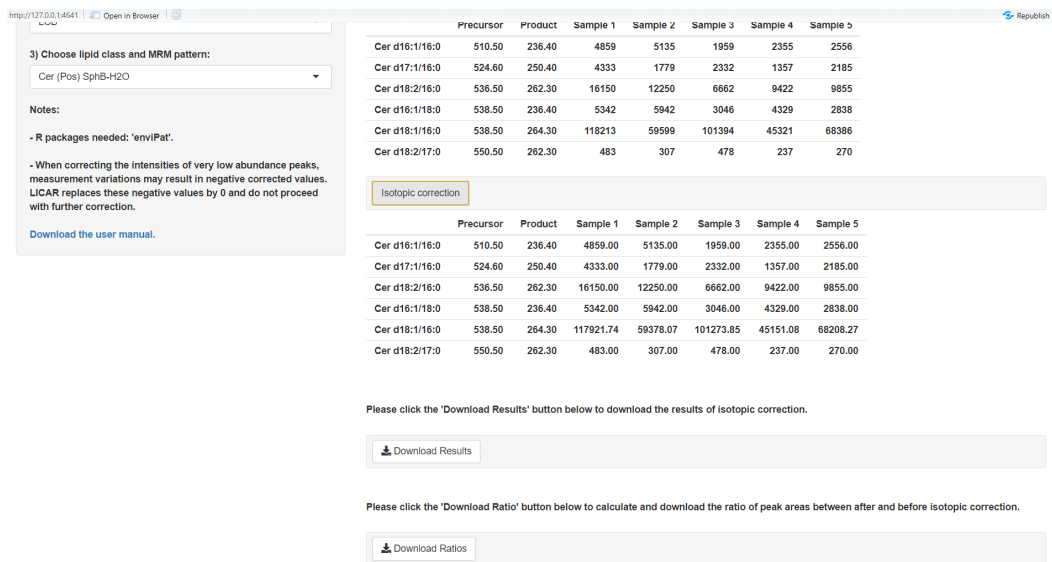 http://127.0.0.1:4641 Open in Browser Republish
3) Choose lipid class and MRM pattern:
Cer (Pos) SphB-H2O
Notes:
- R packages needed: 'enviPat'.
- When correcting the intensities of very low abundance peaks,
measurement variations may result in negative corrected values.
LICAR replaces these negative values by 0 and do not proceed
with further correction.
Download the user manual.
Precursor Product Sample 1 Sample 2 Sample 3 Sample 4 Sample 5
Cer d16:1/16:0 510.50 236.40 4859 5135 1959 2355 2556
Cer d17:1/16:0 524.60 250.40 4333 1779 2332 1357 2185
Cer d18:2/16:0 536.50 262.30 16150 12250 6662 9422 9855
Cer d16:1/18:0 538.50 236.40 5342 5942 3046 4329 2838
Cer d18:1/16:0 538.50 264.30 118213 59599 101394 45321 68386
Cer d18:2/17:0 550.50 262.30 483 307 478 237 270
Isotopic correction
Precursor Product Sample 1 Sample 2 Sample 3 Sample 4 Sample 5
Cer d16:1/16:0 510.50 236.40 4859.00 5135.00 1959.00 2355.00 2556.00
Cer d17:1/16:0 524.60 250.40 4333.00 1779.00 2332.00 1357.00 2185.00
Cer d18:2/16:0 536.50 262.30 16150.00 12250.00 6662.00 9422.00 9855.00
Cer d16:1/18:0 538.50 236.40 5342.00 5942.00 3046.00 4329.00 2838.00
Cer d18:1/16:0 538.50 264.30 117921.74 59378.07 101273.85 45151.08 68208.27
Cer d18:2/17:0 550.50 262.30 483.00 307.00 478.00 237.00 270.00
Please click the 'Download Results' button below to download the results of isotopic correction.
Download Results
Please click the 'Download Ratio' button below to calculate and download the ratio of peak areas between after and before isotopic correction.
Download Ratios